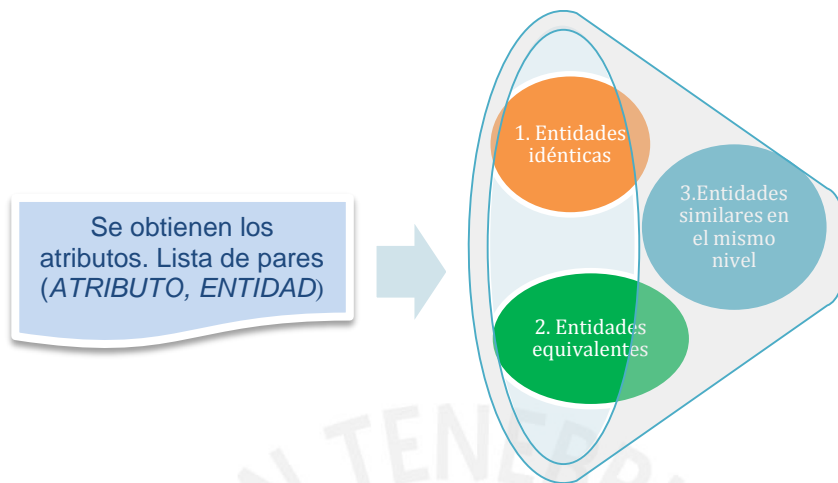 Se obtienen los
atributos. Lista de pares
(ATRIBUTO, ENTIDAD)
1. Entidades
idénticas
2. Entidades
equivalentes
3.Entidades
similares en
el mismo
nivel